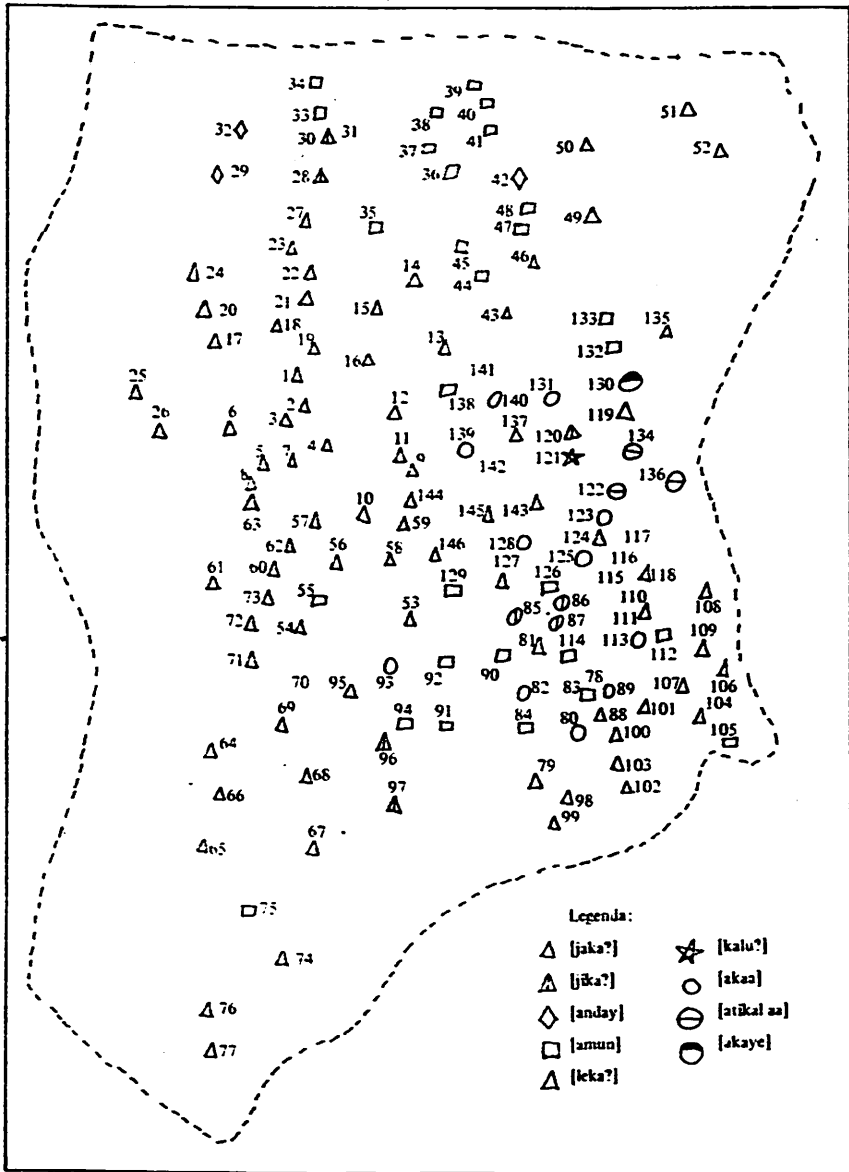 34 39
33 40 51
32 38
30 31 41
37 50 52
29 28 36 42
48
27 35 47 49
23 45 46
24 22 14 44
21
20 15 43 133 135
18
17 19 13 132
16
1 141 130
25 131
2 138 140 119
12
3 137
26 6 120
4 11 139 134
5 7 9 142 121
8 136
10 144 122
63 145 143 123
57 59
62 124 117
128
56 58 146 125 116
61 60 127 118
126 115
129
73 55 86 110 108
85
72 54 53 87 111
81 114 113 109
71 93 92 90 112
70 95 78 106
82 83 89 107
69 94 91 84 88 101 104
80 100 105
64 96
68 79 103
66 97 98 102
99
65 67
75
74
76
77
Legenda:
[jaka?] [kalu?]
[jika?] [akaa]
[anday] [atikalaa]
[amun] [akaye]
[leka?]